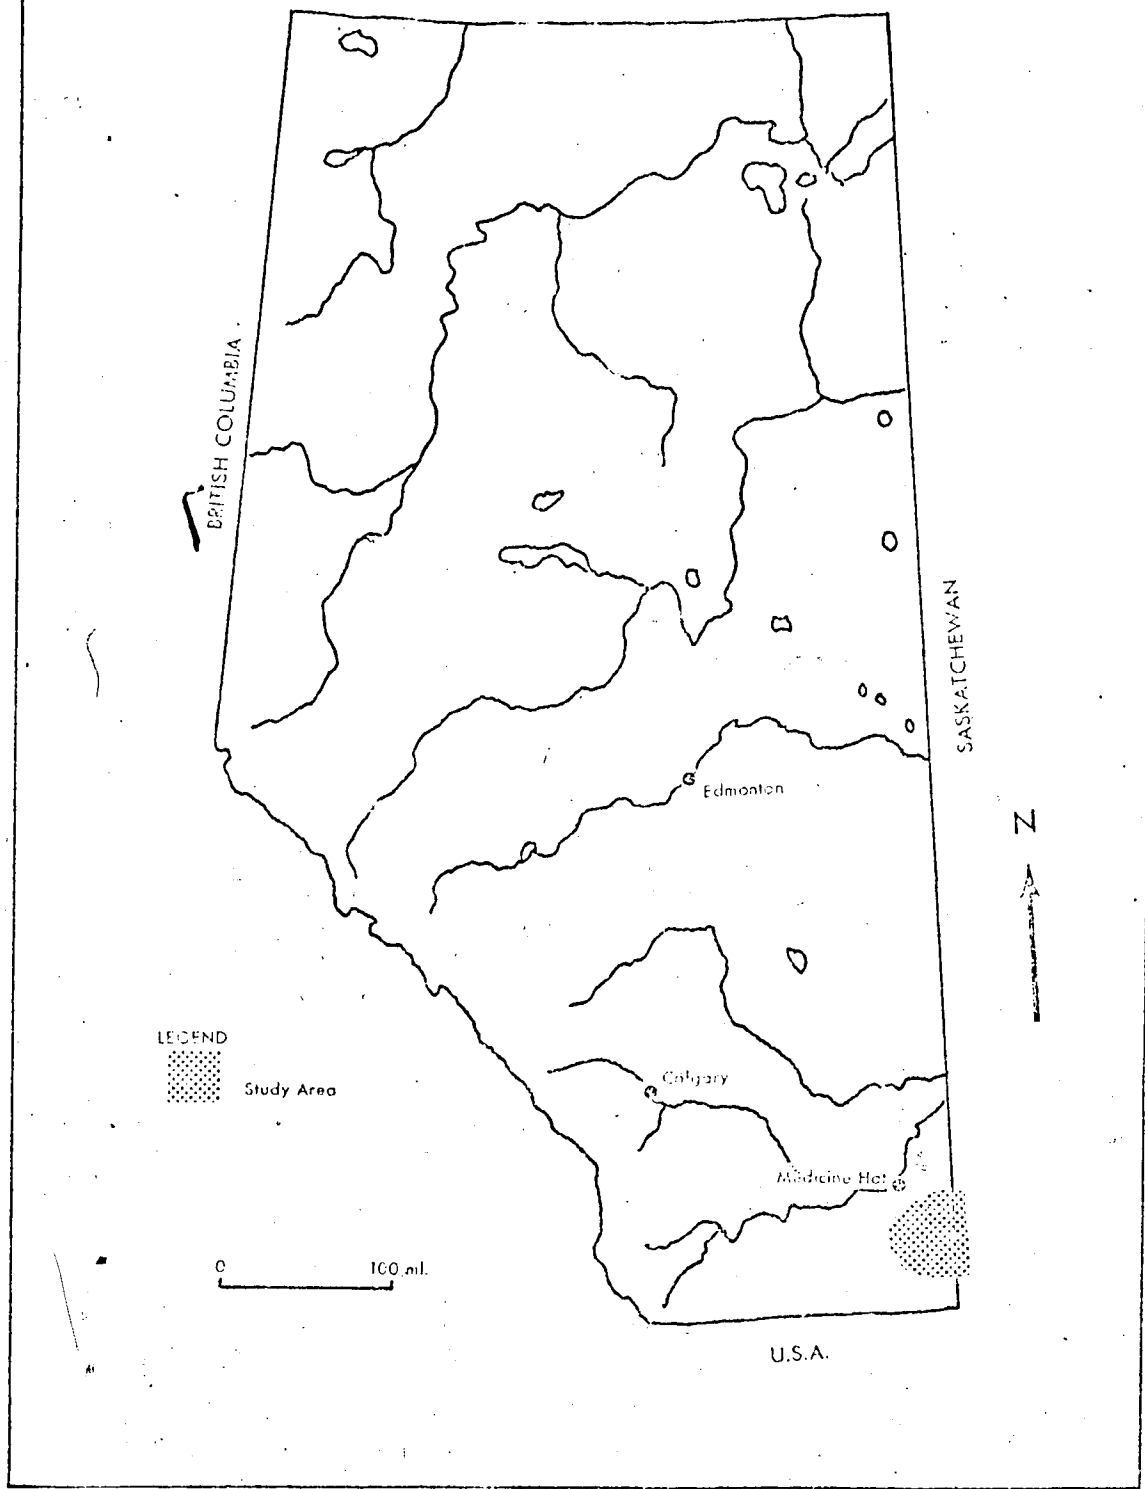 BRITISH COLUMBIA
SASKATCHEWAN
Edmonton
N
LEGEND
Study Area
Calgary
Medicine Hat
0 100 mi.
U.S.A.